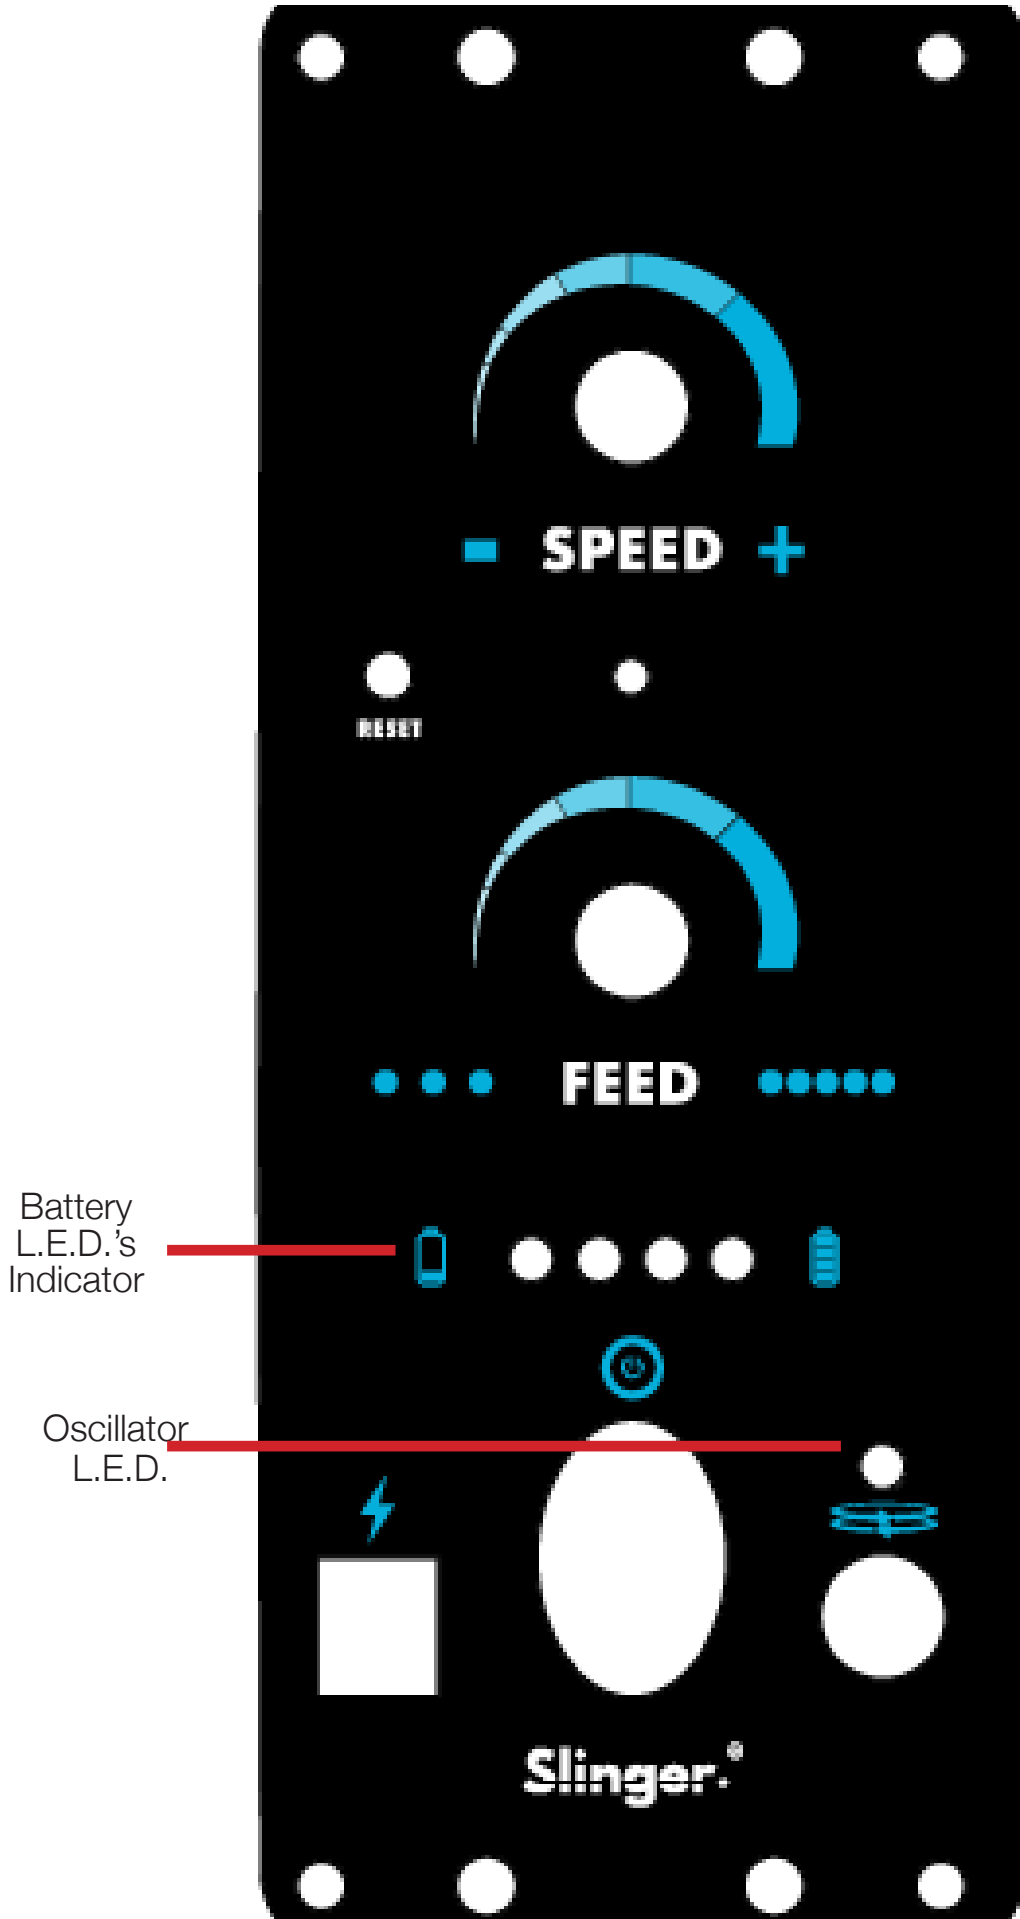 - SPEED +
RESET
FEED
Battery
L.E.D.'s
Indicator
Oscillator
L.E.D.
Slinger.®